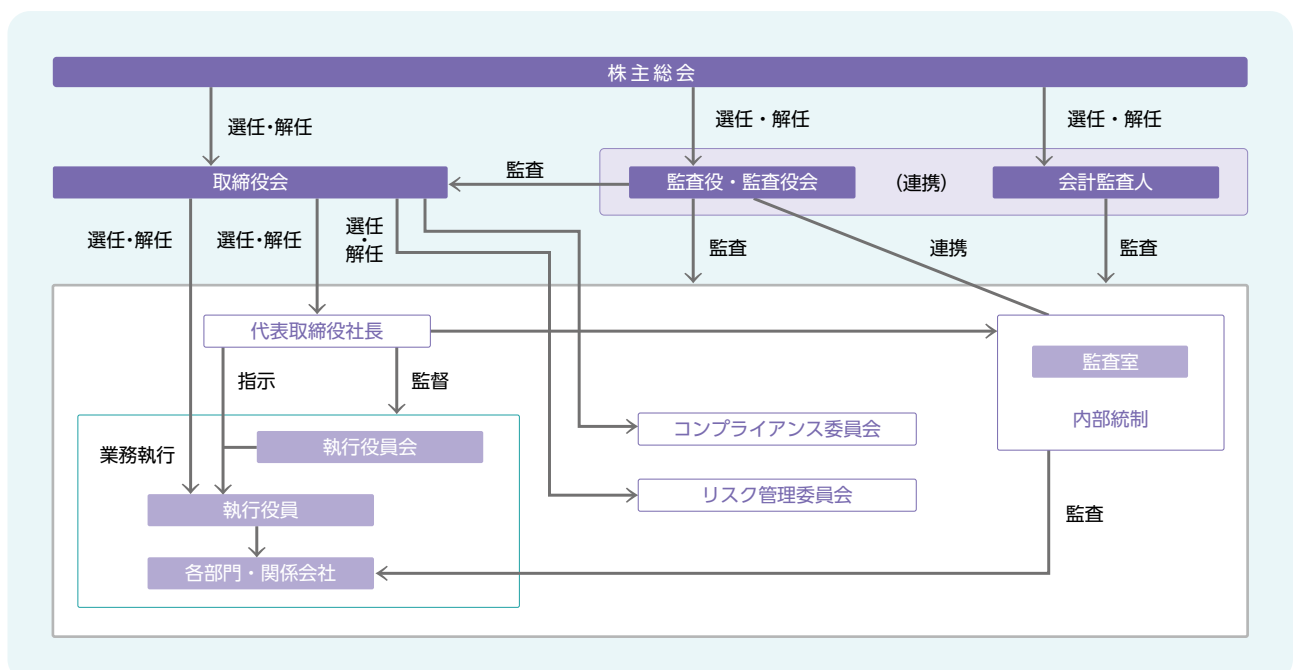 株主総会
選任･解任
選任・解任
選任・解任
取締役会
監査
監査役・監査役会
(連携)
会計監査人
選任･解任
選任･解任
選任
・
解任
監査
連携
監査
代表取締役社長
指示
監督
監査室
内部統制
コンプライアンス委員会
業務執行
執行役員会
リスク管理委員会
執行役員
監査
各部門・関係会社